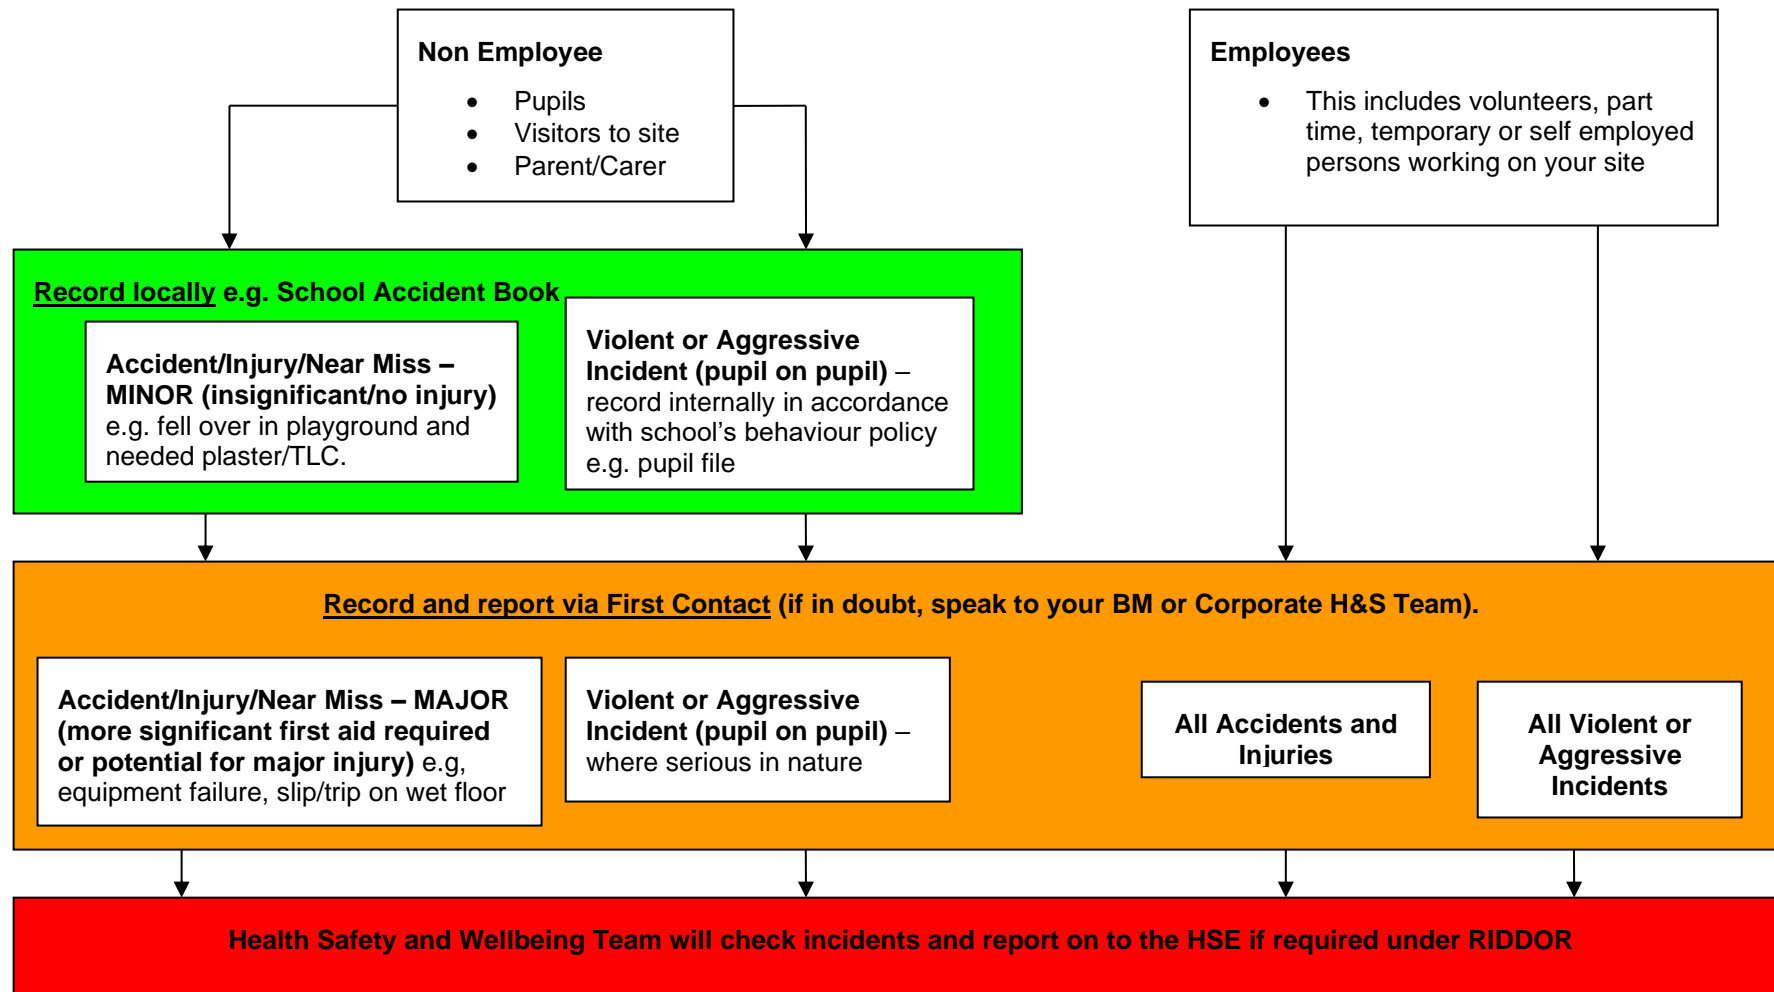 Non Employee
• Pupils
• Visitors to site
• Parent/Carer
Employees
• This includes volunteers, part
time, temporary or self employed
persons working on your site
Record locally e.g. School Accident Book
Accident/Injury/Near Miss –
MINOR (insignificant/no injury)
e.g. fell over in playground and
needed plaster/TLC.
Violent or Aggressive
Incident (pupil on pupil) –
record internally in accordance
with school’s behaviour policy
e.g. pupil file
Record and report via First Contact (if in doubt, speak to your BM or Corporate H&S Team).
Accident/Injury/Near Miss – MAJOR
(more significant first aid required
or potential for major injury) e.g,
equipment failure, slip/trip on wet floor
Violent or Aggressive
Incident (pupil on pupil) –
where serious in nature
All Accidents and
Injuries
All Violent or
Aggressive
Incidents
Health Safety and Wellbeing Team will check incidents and report on to the HSE if required under RIDDOR